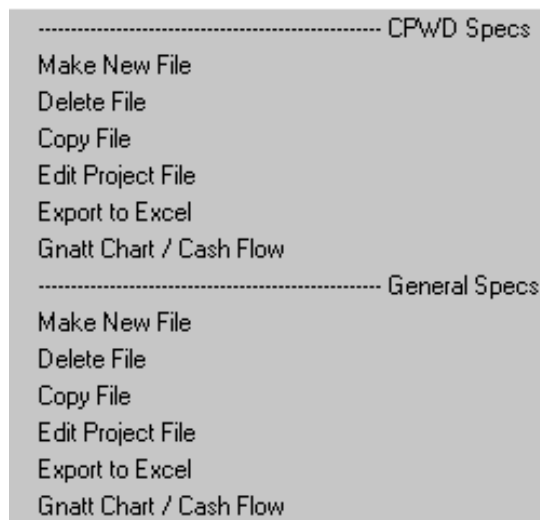 ---------------------------------------------------- CPWD Specs
Make New File
Delete File
Copy File
Edit Project File
Export to Excel
Gnatt Chart / Cash Flow
---------------------------------------------------- General Specs
Make New File
Delete File
Copy File
Edit Project File
Export to Excel
Gnatt Chart / Cash Flow